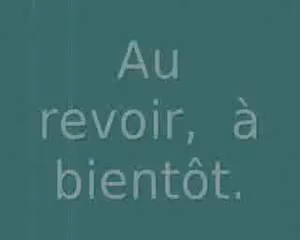 Au
revoir, à
bientôt.